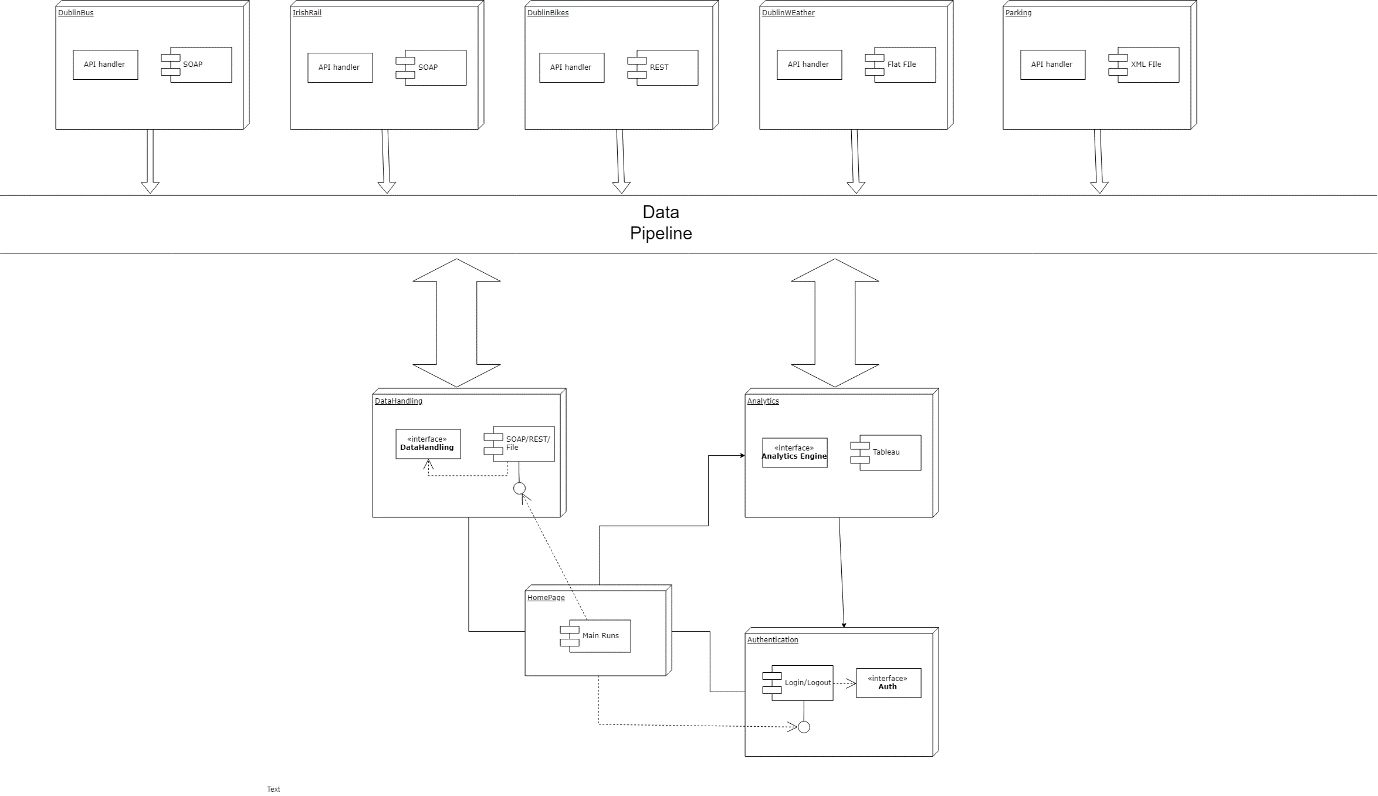 DublinBus
API handler
SOAP
IrishRail
API handler
SOAP
DublinBikes
API handler
REST
DublinWEather
API handler
Flat FIle
Parking
API handler
XML FIle
Data
Pipeline
DataHandling
«interface»
DataHandling
SOAP/REST/
File
Analytics
«interface»
Analytics Engine
Tableau
HomePage
Main Runs
Authentication
Login/Logout
«interface»
Auth
Text